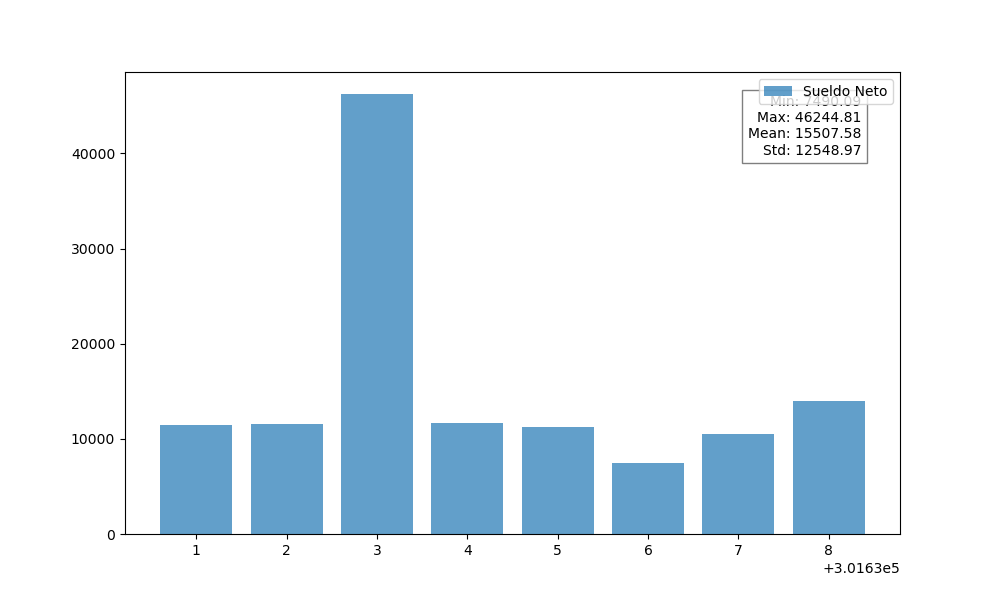 Sueldo Neto
Min: 7490.09
Max: 46244.81
Mean: 15507.58
Std: 12548.97
40000
30000
20000
10000
0
1 2 3 4 5 6 7 8
+3.0163e5